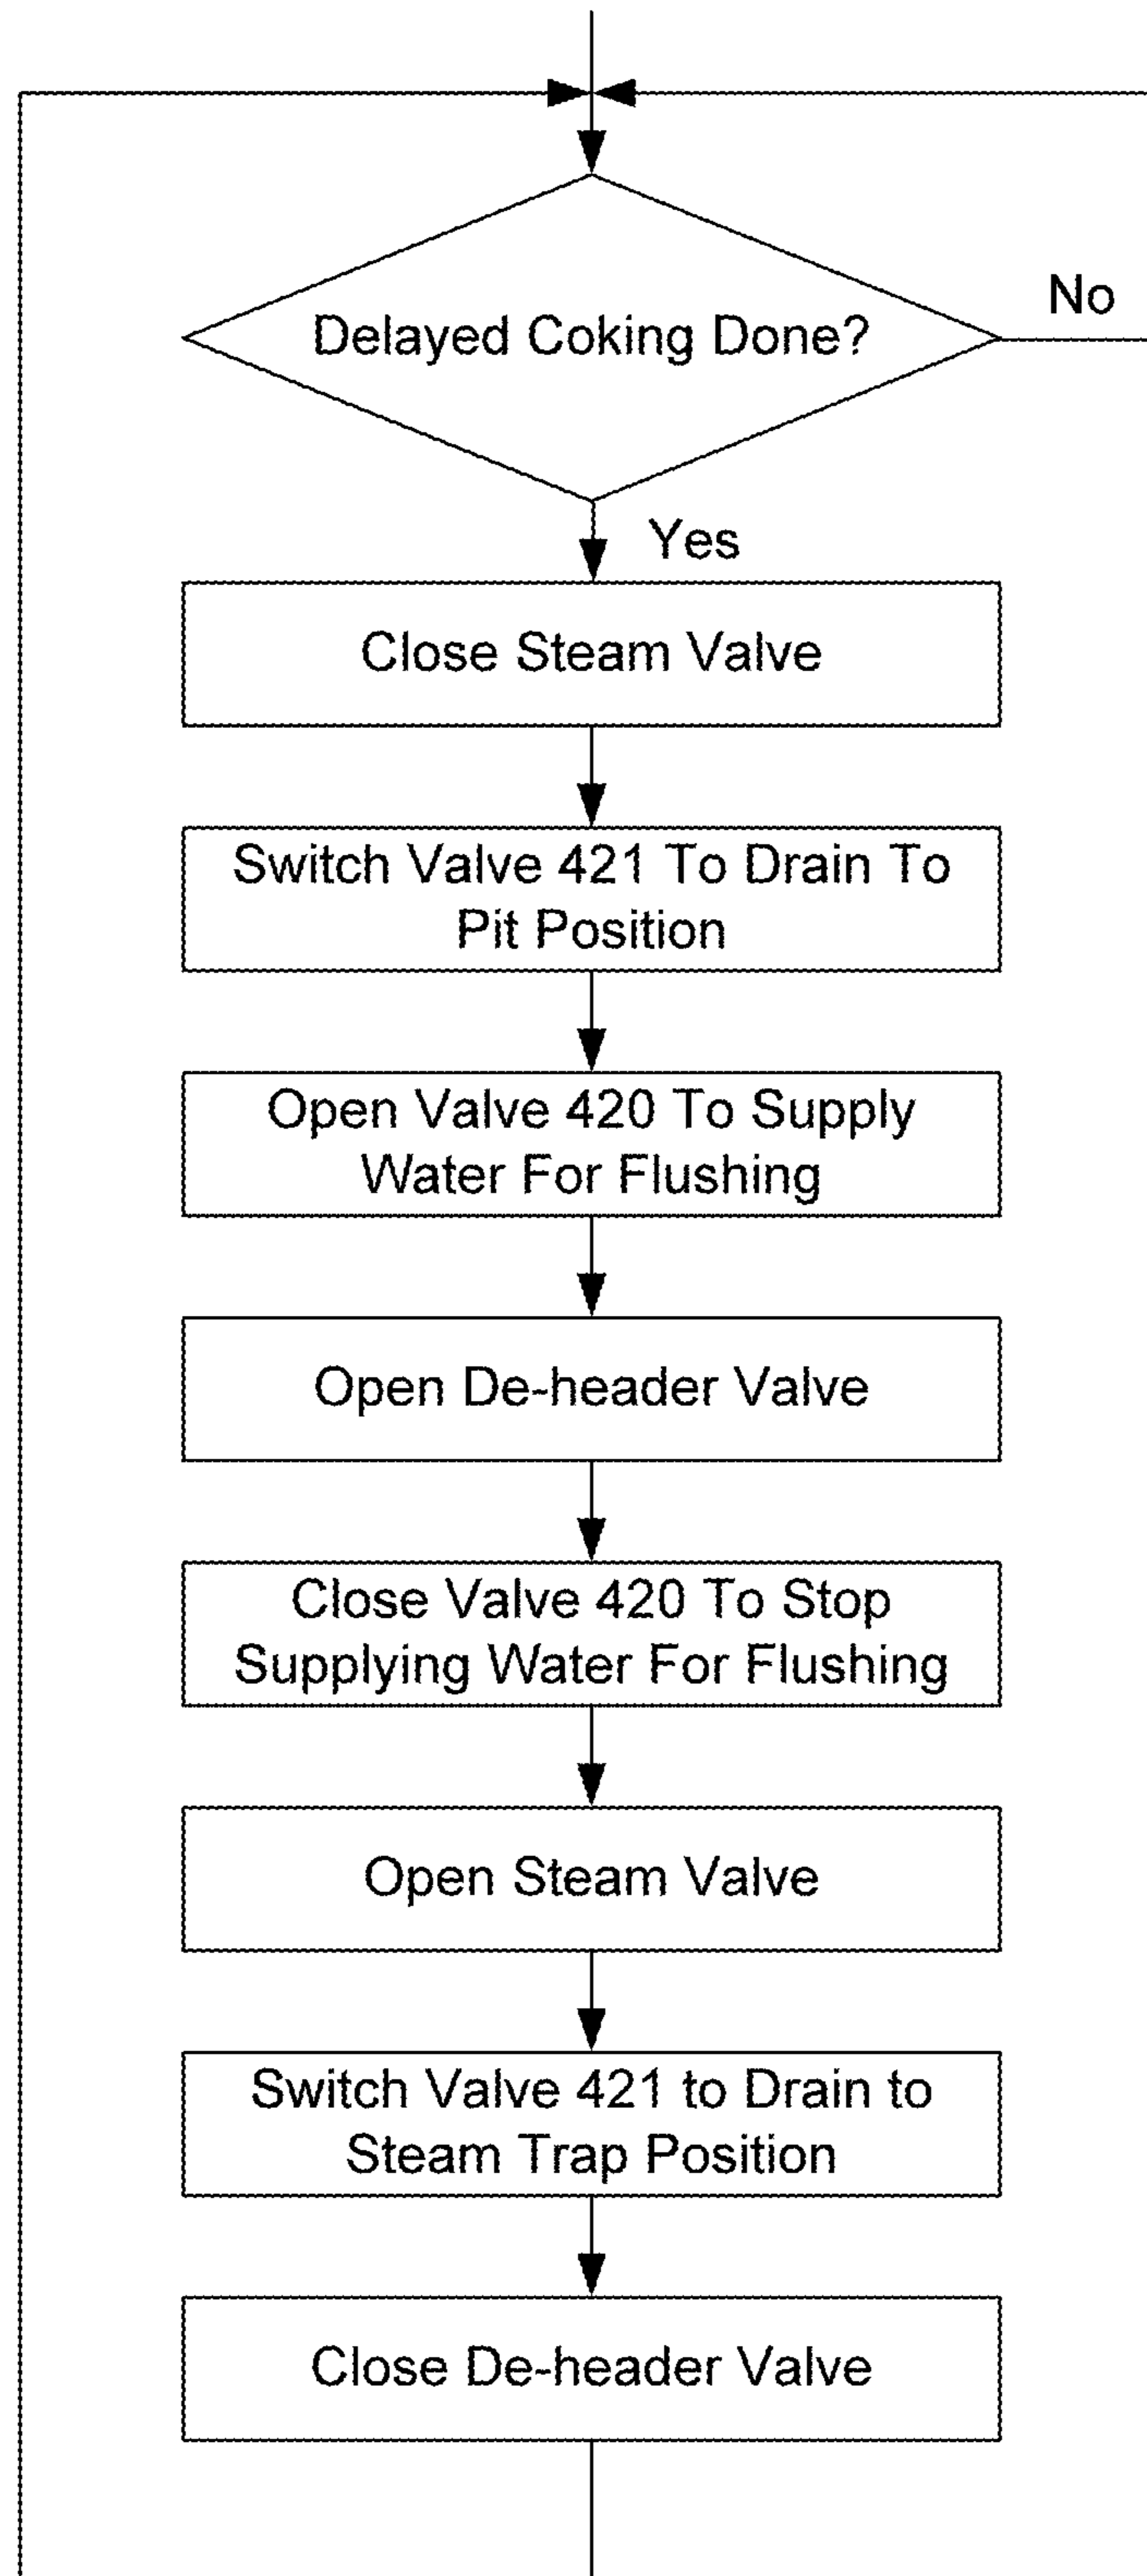 Delayed Coking Done?
No
Yes
Close Steam Valve
Switch Valve 421 To Drain To
Pit Position
Open Valve 420 To Supply
Water For Flushing
Open De-header Valve
Close Valve 420 To Stop
Supplying Water For Flushing
Open Steam Valve
Switch Valve 421 to Drain to
Steam Trap Position
Close De-header Valve